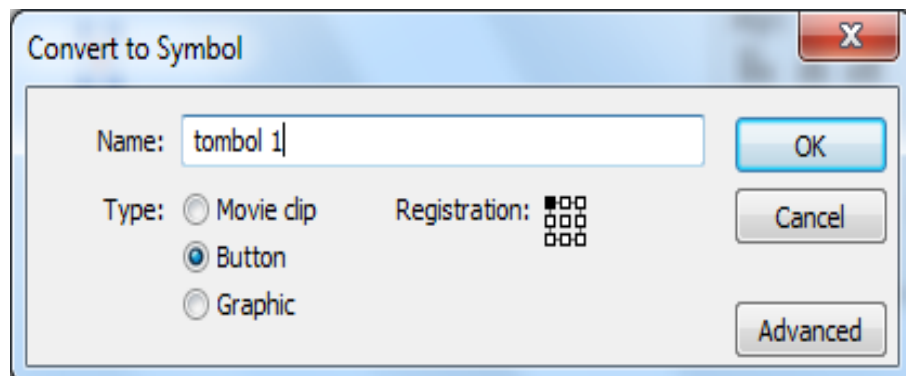 Convert to Symbol
Name: tombol 1
OK
Type: Movie clip
Registration:
Cancel
Button
Graphic
Advanced